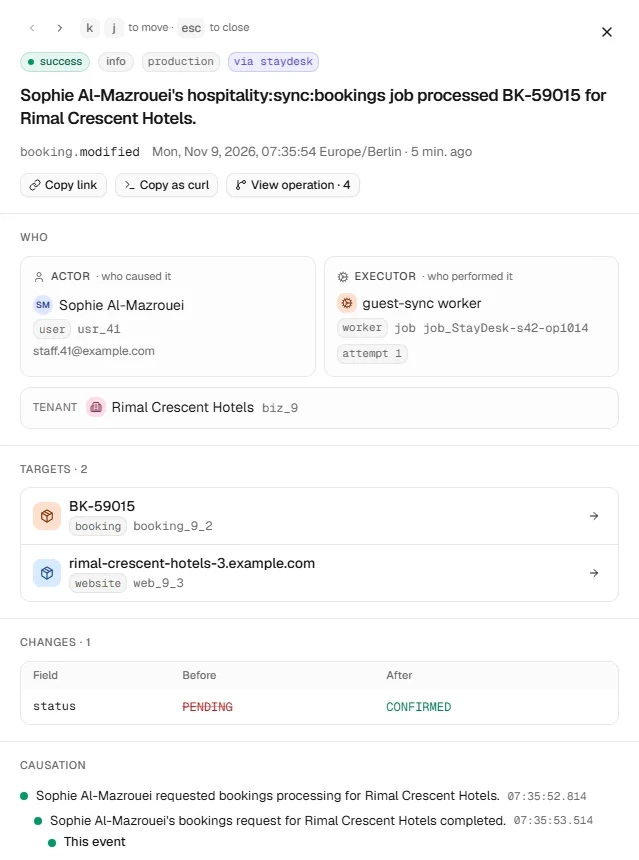 k j to move · esc to close
success info production via staydesk
Sophie Al-Mazrouei's hospitality:sync:bookings job processed BK-59015 for
Rimal Crescent Hotels.
booking.modified Mon, Nov 9, 2026, 07:35:54 Europe/Berlin · 5 min. ago
Copy link Copy as curl View operation · 4
WHO
ACTOR · who caused it
SM Sophie Al-Mazrouei
user usr_41
staff.41@example.com
EXECUTOR · who performed it
guest-sync worker
worker job job_StayDesk-s42-op1014
attempt 1
TENANT Rimal Crescent Hotels biz_9
TARGETS · 2
BK-59015
booking booking_9_2
rimal-crescent-hotels-3.example.com
website web_9_3
CHANGES · 1
Field Before After
status PENDING CONFIRMED
CAUSATION
Sophie Al-Mazrouei requested bookings processing for Rimal Crescent Hotels. 07:35:52.814
Sophie Al-Mazrouei's bookings request for Rimal Crescent Hotels completed. 07:35:53.514
This event